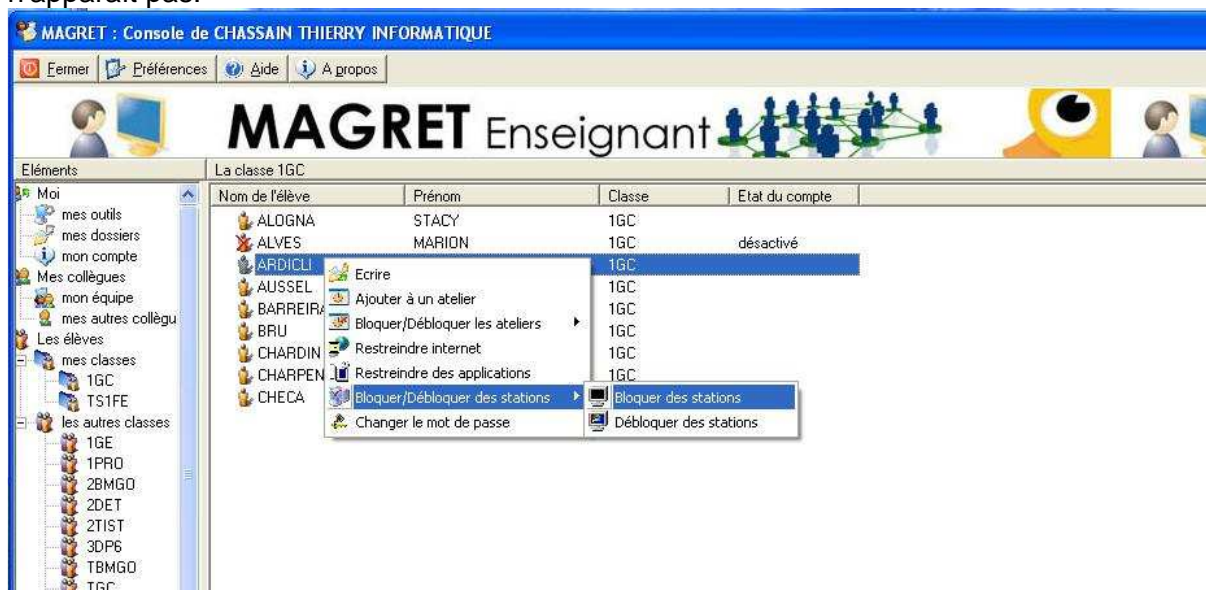 n'apparaît pas.
MAGRET : Console de CHASSAIN THIERRY INFORMATIQUE
Fermer Préférences Aide A propos
MAGRET Enseignant
Eléments La classe 1GC
Moi
mes outils
mes dossiers
mon compte
Mes collègues
mon équipe
mes autres collègu
Les élèves
mes classes
1GC
TS1FE
les autres classes
1GE
1PRO
2BMGO
2DET
2TIST
3DP6
TBMGO
TGC
Nom de l'élève Prénom Classe Etat du compte
ALOGNA STACY 1GC
ALVES MARION 1GC désactivé
ARDICLI 1GC
AUSSEL 1GC
BARREIRA 1GC
BRU 1GC
CHARDIN 1GC
CHARPEN 1GC
CHECA
Ecrire
Ajouter à un atelier
Bloquer/Débloquer les ateliers
Restreindre internet
Restreindre des applications
Bloquer/Débloquer des stations
Changer le mot de passe
Bloquer des stations
Débloquer des stations